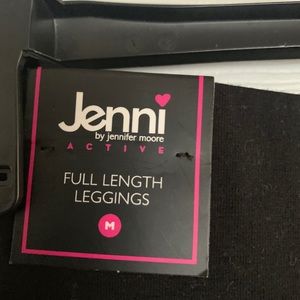 Jenni
by jennifer moore
ACTIVE
FULL LENGTH
LEGGINGS
M